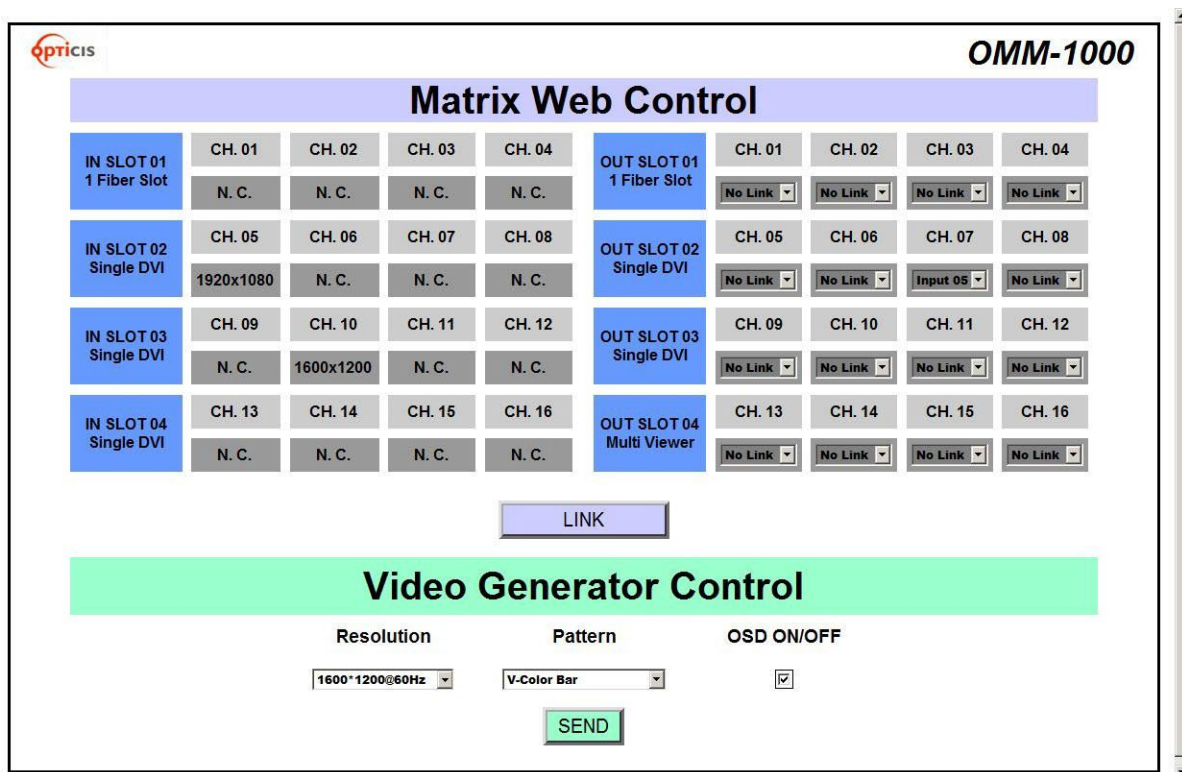 OPTICIS
OMM-1000
Matrix Web Control
IN SLOT 01
1 Fiber Slot
CH. 01 CH. 02 CH. 03 CH. 04
N. C. N. C. N. C. N. C.
OUT SLOT 01
1 Fiber Slot
CH. 01 CH. 02 CH. 03 CH. 04
No Link No Link No Link No Link
IN SLOT 02
Single DVI
CH. 05 CH. 06 CH. 07 CH. 08
1920x1080 N. C. N. C. N. C.
OUT SLOT 02
Single DVI
CH. 05 CH. 06 CH. 07 CH. 08
No Link No Link Input 05 No Link
IN SLOT 03
Single DVI
CH. 09 CH. 10 CH. 11 CH. 12
N. C. 1600x1200 N. C. N. C.
OUT SLOT 03
Single DVI
CH. 09 CH. 10 CH. 11 CH. 12
No Link No Link No Link No Link
IN SLOT 04
Single DVI
CH. 13 CH. 14 CH. 15 CH. 16
N. C. N. C. N. C. N. C.
OUT SLOT 04
Multi Viewer
CH. 13 CH. 14 CH. 15 CH. 16
No Link No Link No Link No Link
LINK
Video Generator Control
Resolution Pattern OSD ON/OFF
1600*1200@60Hz V-Color Bar
SEND